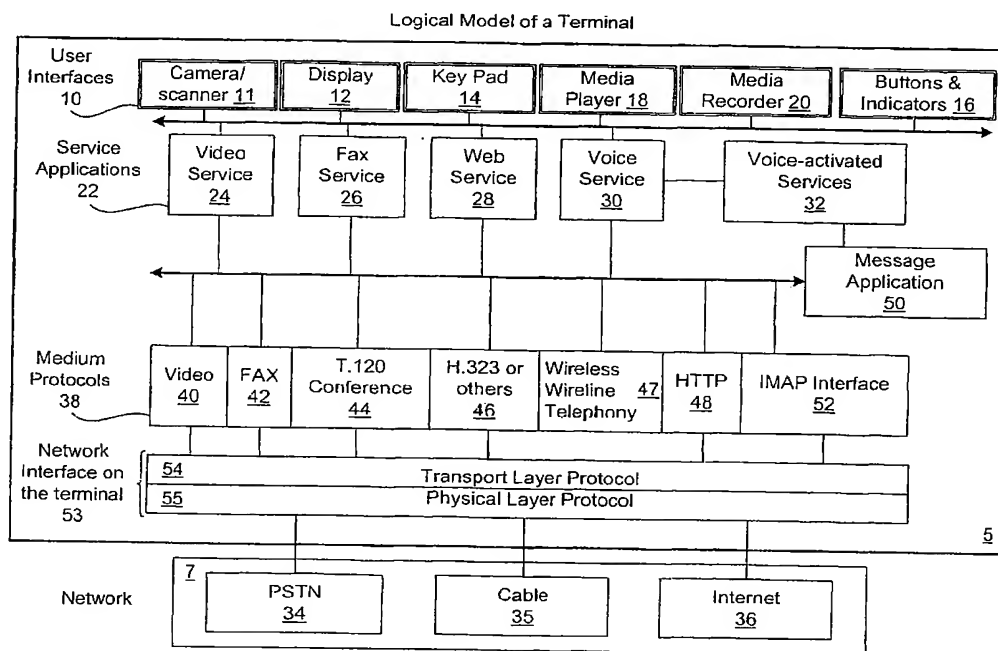 Logical Model of a Terminal
User
Interfaces
10
Camera/
scanner 11
Display
12
Key Pad
14
Media
Player 18
Media
Recorder 20
Buttons &
Indicators 16
Service
Applications
22
Video
Service
24
Fax
Service
26
Web
Service
28
Voice
Service
30
Voice-activated
Services
32
Message
Application
50
Medium
Protocols
38
Video
40
FAX
42
T.120
Conference
44
H.323 or
others
46
Wireless
Wireline 47
Telephony
HTTP
48
IMAP Interface
52
Network
Interface on
the terminal
53
54 Transport Layer Protocol
55 Physical Layer Protocol
5
Network
7
PSTN
34
Cable
35
Internet
36